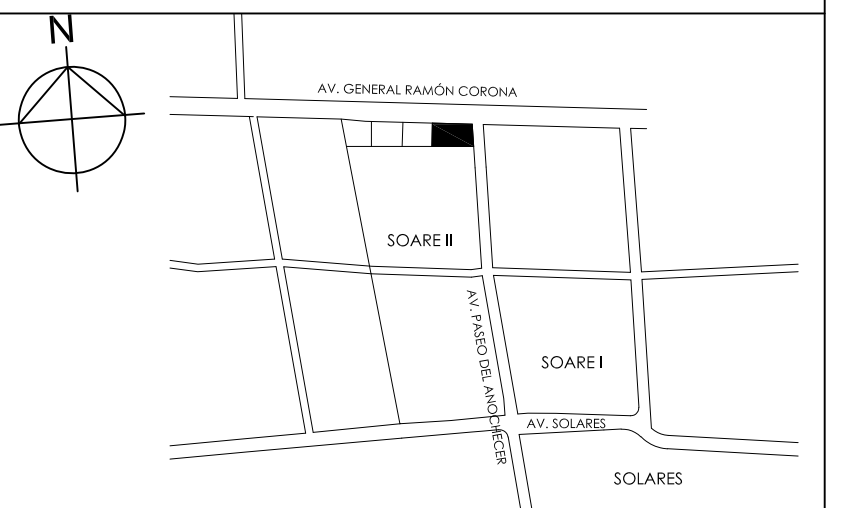 N
AV. GENERAL RAMÓN CORONA
SOARE II
AV. PASEO DEL ANOCHECER
SOARE I
AV. SOLARES
SOLARES